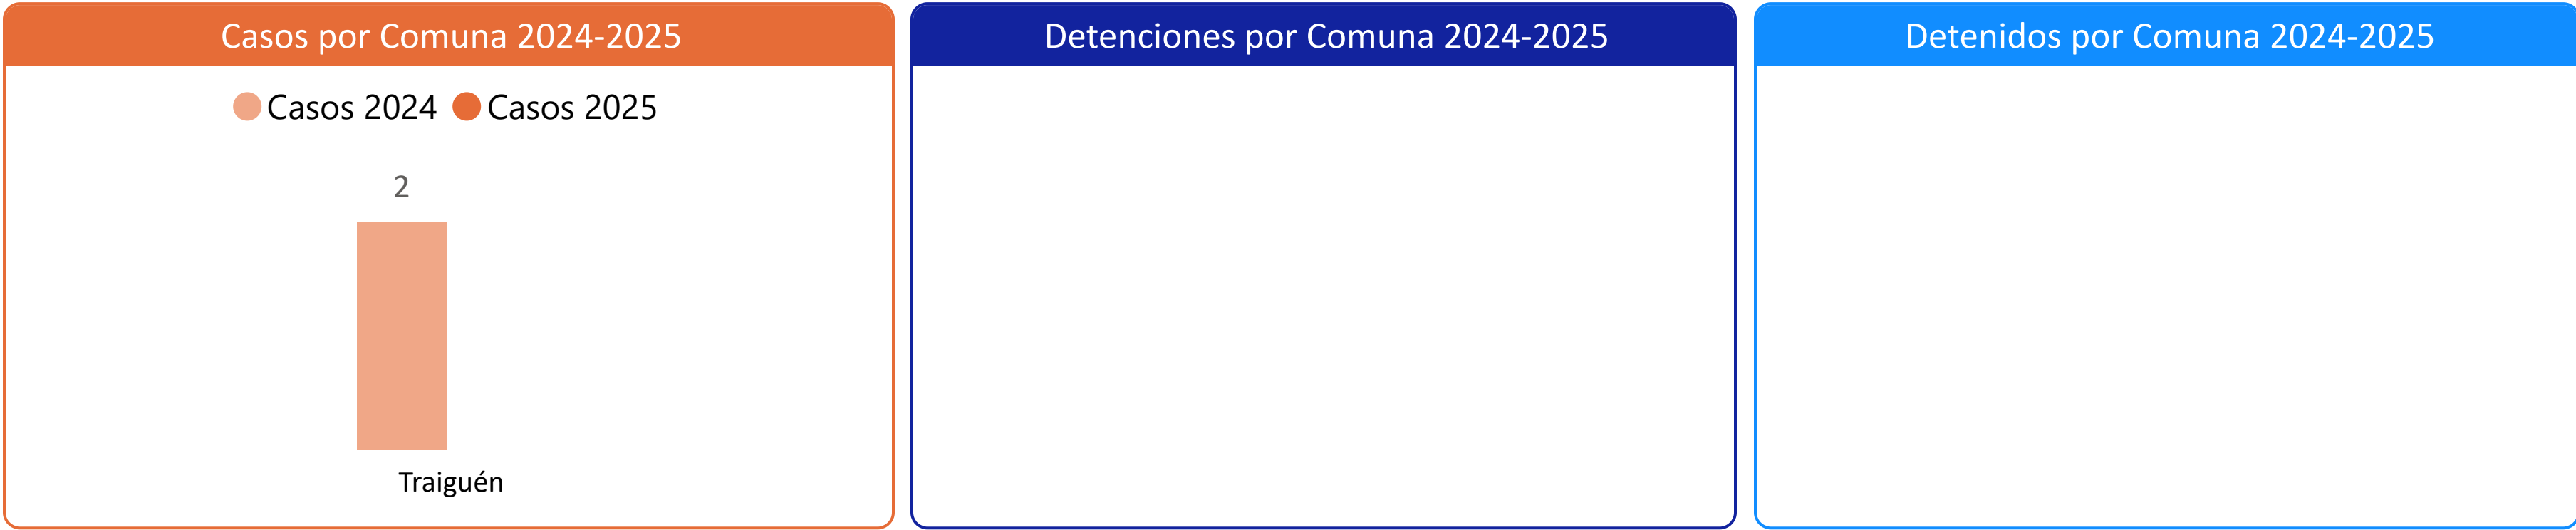 Casos por Comuna 2024-2025
Casos 2024 Casos 2025
2
Traiguén
Detenciones por Comuna 2024-2025
Detenidos por Comuna 2024-2025